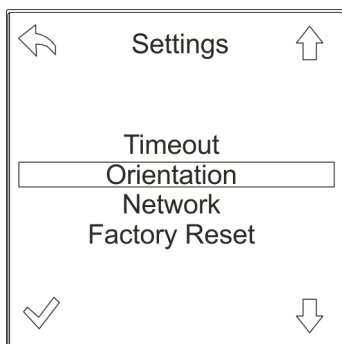 Settings
Timeout
Orientation
Network
Factory Reset